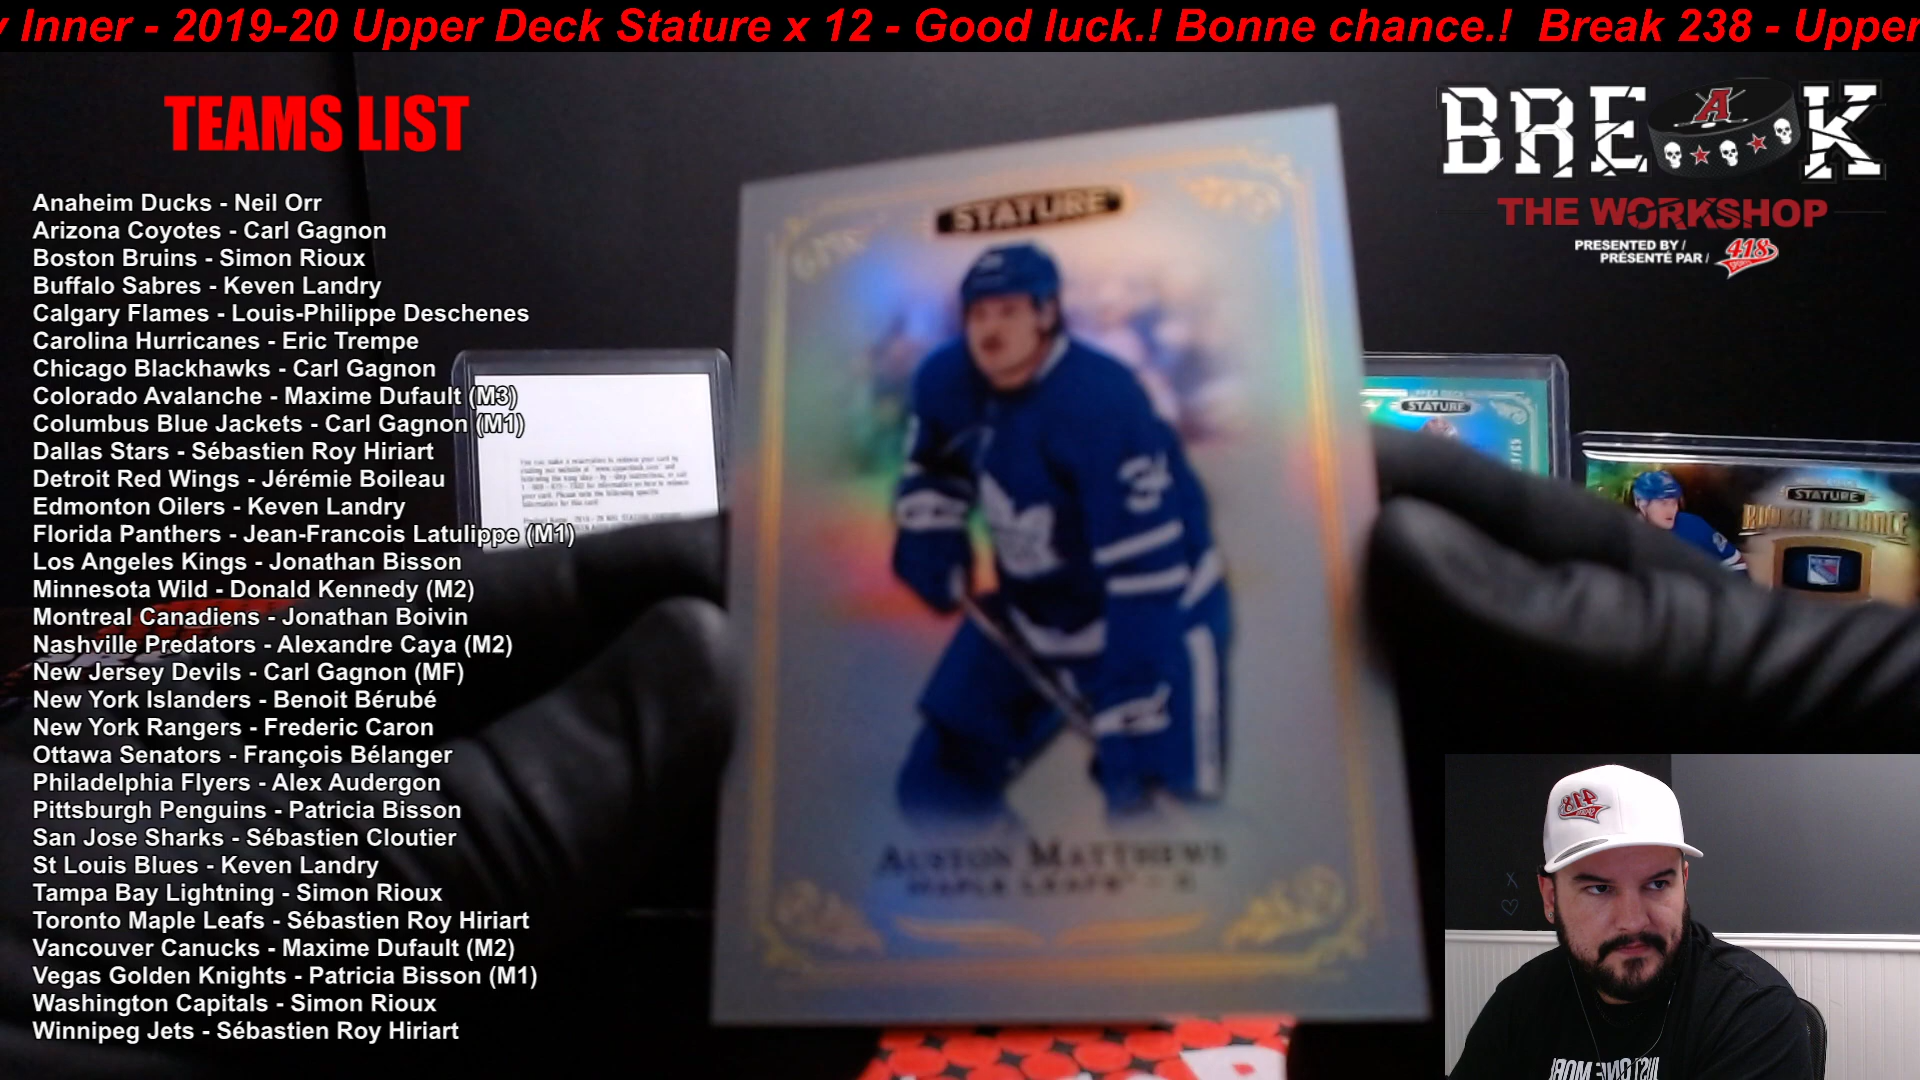 y Inner - 2019-20 Upper Deck Stature x 12 - Good luck.! Bonne chance.!  Break 238 - Upper
TEAMS LIST
Anaheim Ducks - Neil Orr
Arizona Coyotes - Carl Gagnon
Boston Bruins - Simon Rioux
Buffalo Sabres - Keven Landry
Calgary Flames - Louis-Philippe Deschenes
Carolina Hurricanes - Eric Trempe
Chicago Blackhawks - Carl Gagnon
Colorado Avalanche - Maxime Dufault (M3)
Columbus Blue Jackets - Carl Gagnon (M1)
Dallas Stars - Sébastien Roy Hiriart
Detroit Red Wings - Jérémie Boileau
Edmonton Oilers - Keven Landry
Florida Panthers - Jean-Francois Latulippe (M1)
Los Angeles Kings - Jonathan Bisson
Minnesota Wild - Donald Kennedy (M2)
Montreal Canadiens - Jonathan Boivin
Nashville Predators - Alexandre Caya (M2)
New Jersey Devils - Carl Gagnon (MF)
New York Islanders - Benoit Bérubé
New York Rangers - Frederic Caron
Ottawa Senators - François Bélanger
Philadelphia Flyers - Alex Audergon
Pittsburgh Penguins - Patricia Bisson
San Jose Sharks - Sébastien Cloutier
St Louis Blues - Keven Landry
Tampa Bay Lightning - Simon Rioux
Toronto Maple Leafs - Sébastien Roy Hiriart
Vancouver Canucks - Maxime Dufault (M2)
Vegas Golden Knights - Patricia Bisson (M1)
Washington Capitals - Simon Rioux
Winnipeg Jets - Sébastien Roy Hiriart
STATURE
34
AUSTON MATTHEWS
MAPLE LEAFS
BREAK
A
THE WORKSHOP
PRESENTED BY /
PRÉSENTÉ PAR /
418
UPPER DECK
STATURE
STATURE
ROOKIE RELIANCE
418
JUST ONE MORE